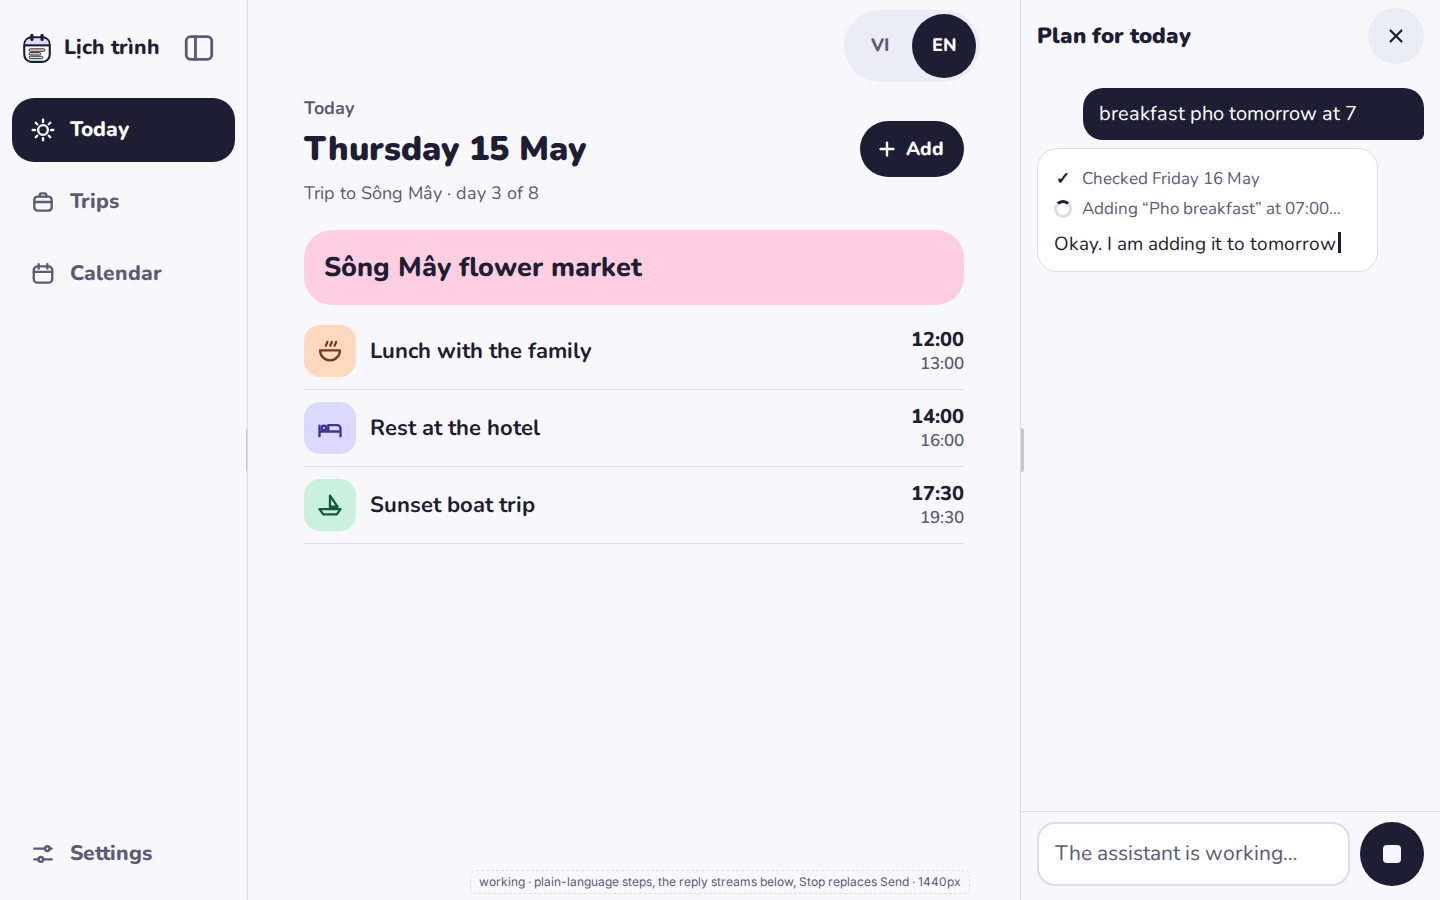 Lịch trình
Today
Trips
Calendar
Settings
VI
EN
Today
Thursday 15 May
Trip to Sông Mây · day 3 of 8
Add
Sông Mây flower market
Lunch with the family
12:00
13:00
Rest at the hotel
14:00
16:00
Sunset boat trip
17:30
19:30
working · plain-language steps, the reply streams below, Stop replaces Send · 1440px
Plan for today
breakfast pho tomorrow at 7
Checked Friday 16 May
Adding “Pho breakfast” at 07:00…
Okay. I am adding it to tomorrow
The assistant is working…